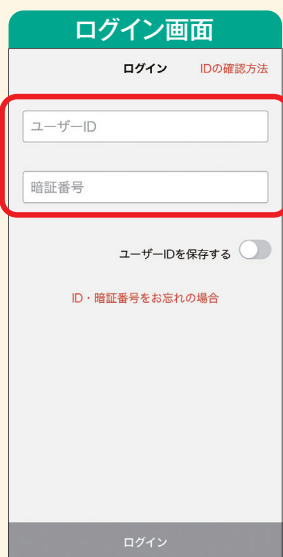 ログイン画面
ログイン IDの確認方法
ユーザーID
暗証番号
ユーザーIDを保存する
ID・暗証番号をお忘れの場合
ログイン